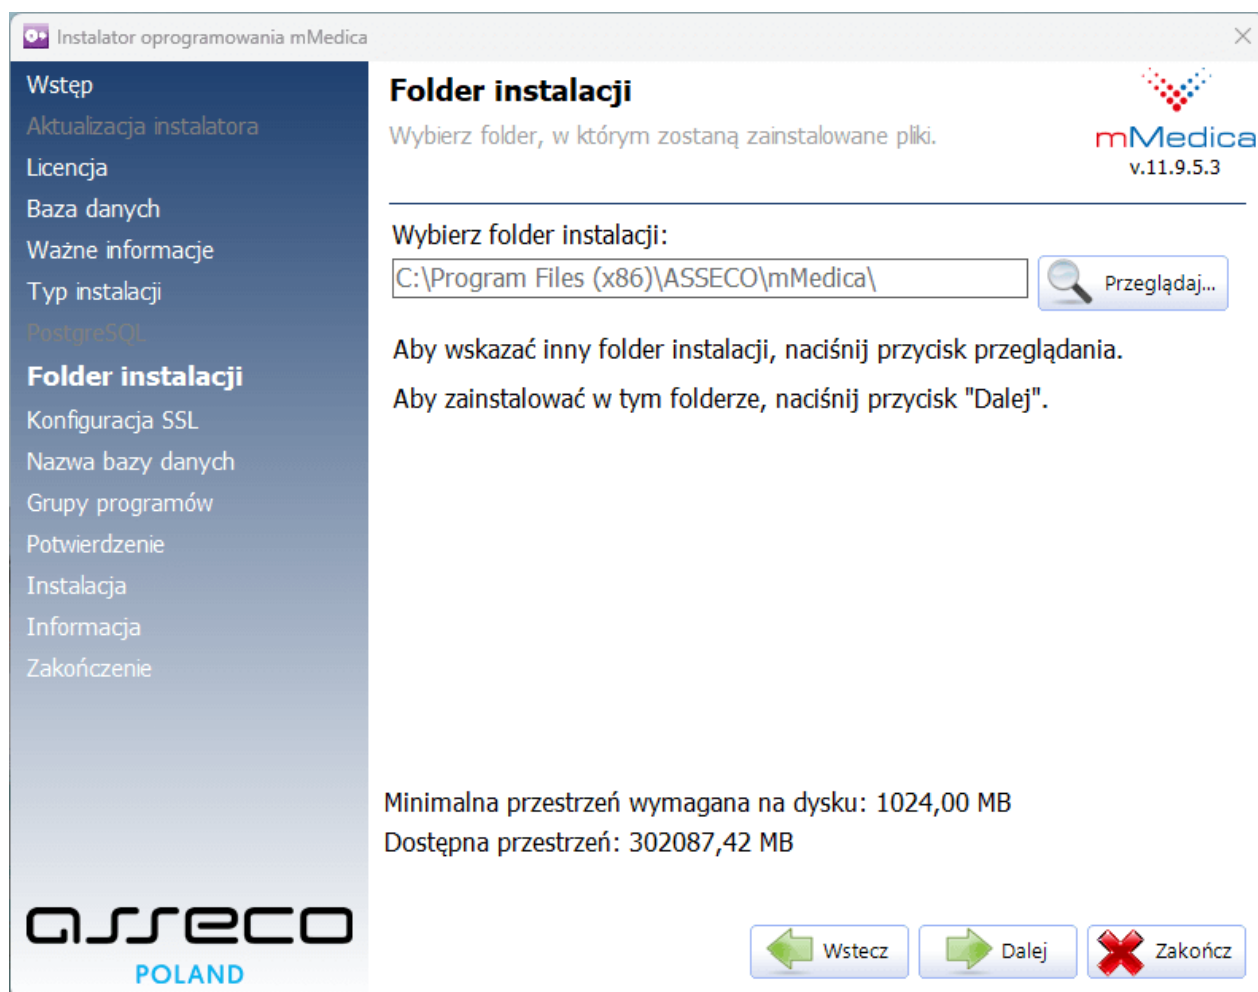 Instalator oprogramowania mMedica
Wstęp
Aktualizacja instalatora
Licencja
Baza danych
Ważne informacje
Typ instalacji
PostgreSQL
Folder instalacji
Konfiguracja SSL
Nazwa bazy danych
Grupy programów
Potwierdzenie
Instalacja
Informacja
Zakończenie
asseco
POLAND
Folder instalacji
Wybierz folder, w którym zostaną zainstalowane pliki.
mMedica
v.11.9.5.3
Wybierz folder instalacji:
C:\Program Files (x86)\ASSECO\mMedica\
Przeglądaj...
Aby wskazać inny folder instalacji, naciśnij przycisk przeglądania.
Aby zainstalować w tym folderze, naciśnij przycisk "Dalej".
Minimalna przestrzeń wymagana na dysku: 1024,00 MB
Dostępna przestrzeń: 302087,42 MB
Wstecz
Dalej
Zakończ